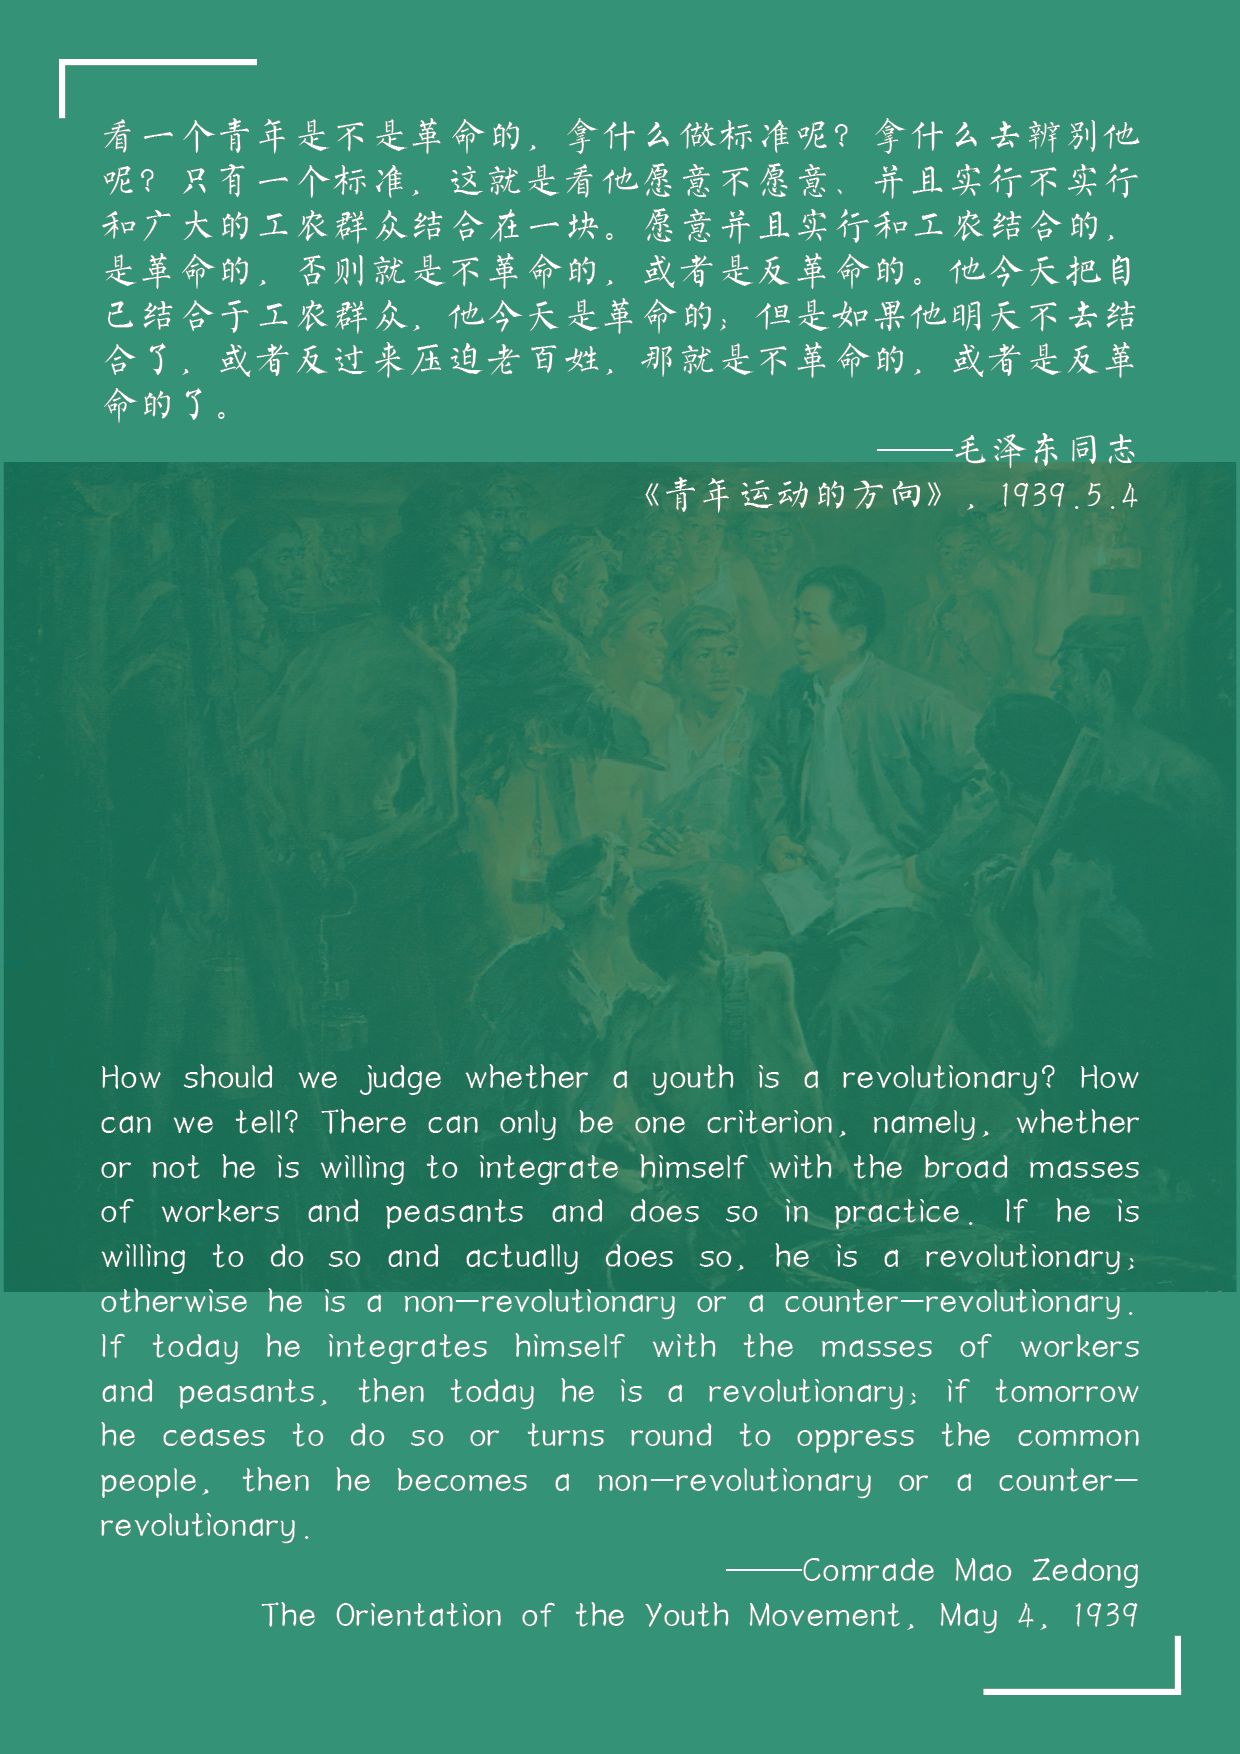 看一个青年是不是革命的，拿什么做标准呢？拿什么去辨别他
呢？只有一个标准，这就是看他愿意不愿意、并且实行不实行
和广大的工农群众结合在一块。愿意并且实行和工农结合的，
是革命的，否则就是不革命的，或者是反革命的。他今天把自
己结合于工农群众，他今天是革命的；但是如果他明天不去结
合了，或者反过来压迫老百姓，那就是不革命的，或者是反革
命的了。
——毛泽东同志
《青年运动的方向》，1939.5.4
How should we judge whether a youth is a revolutionary? How
can we tell? There can only be one criterion, namely, whether
or not he is willing to integrate himself with the broad masses
of workers and peasants and does so in practice. If he is
willing to do so and actually does so, he is a revolutionary;
otherwise he is a non-revolutionary or a counter-revolutionary.
If today he integrates himself with the masses of workers
and peasants, then today he is a revolutionary; if tomorrow
he ceases to do so or turns round to oppress the common
people, then he becomes a non-revolutionary or a counter-
revolutionary.
——Comrade Mao Zedong
The Orientation of the Youth Movement, May 4, 1939